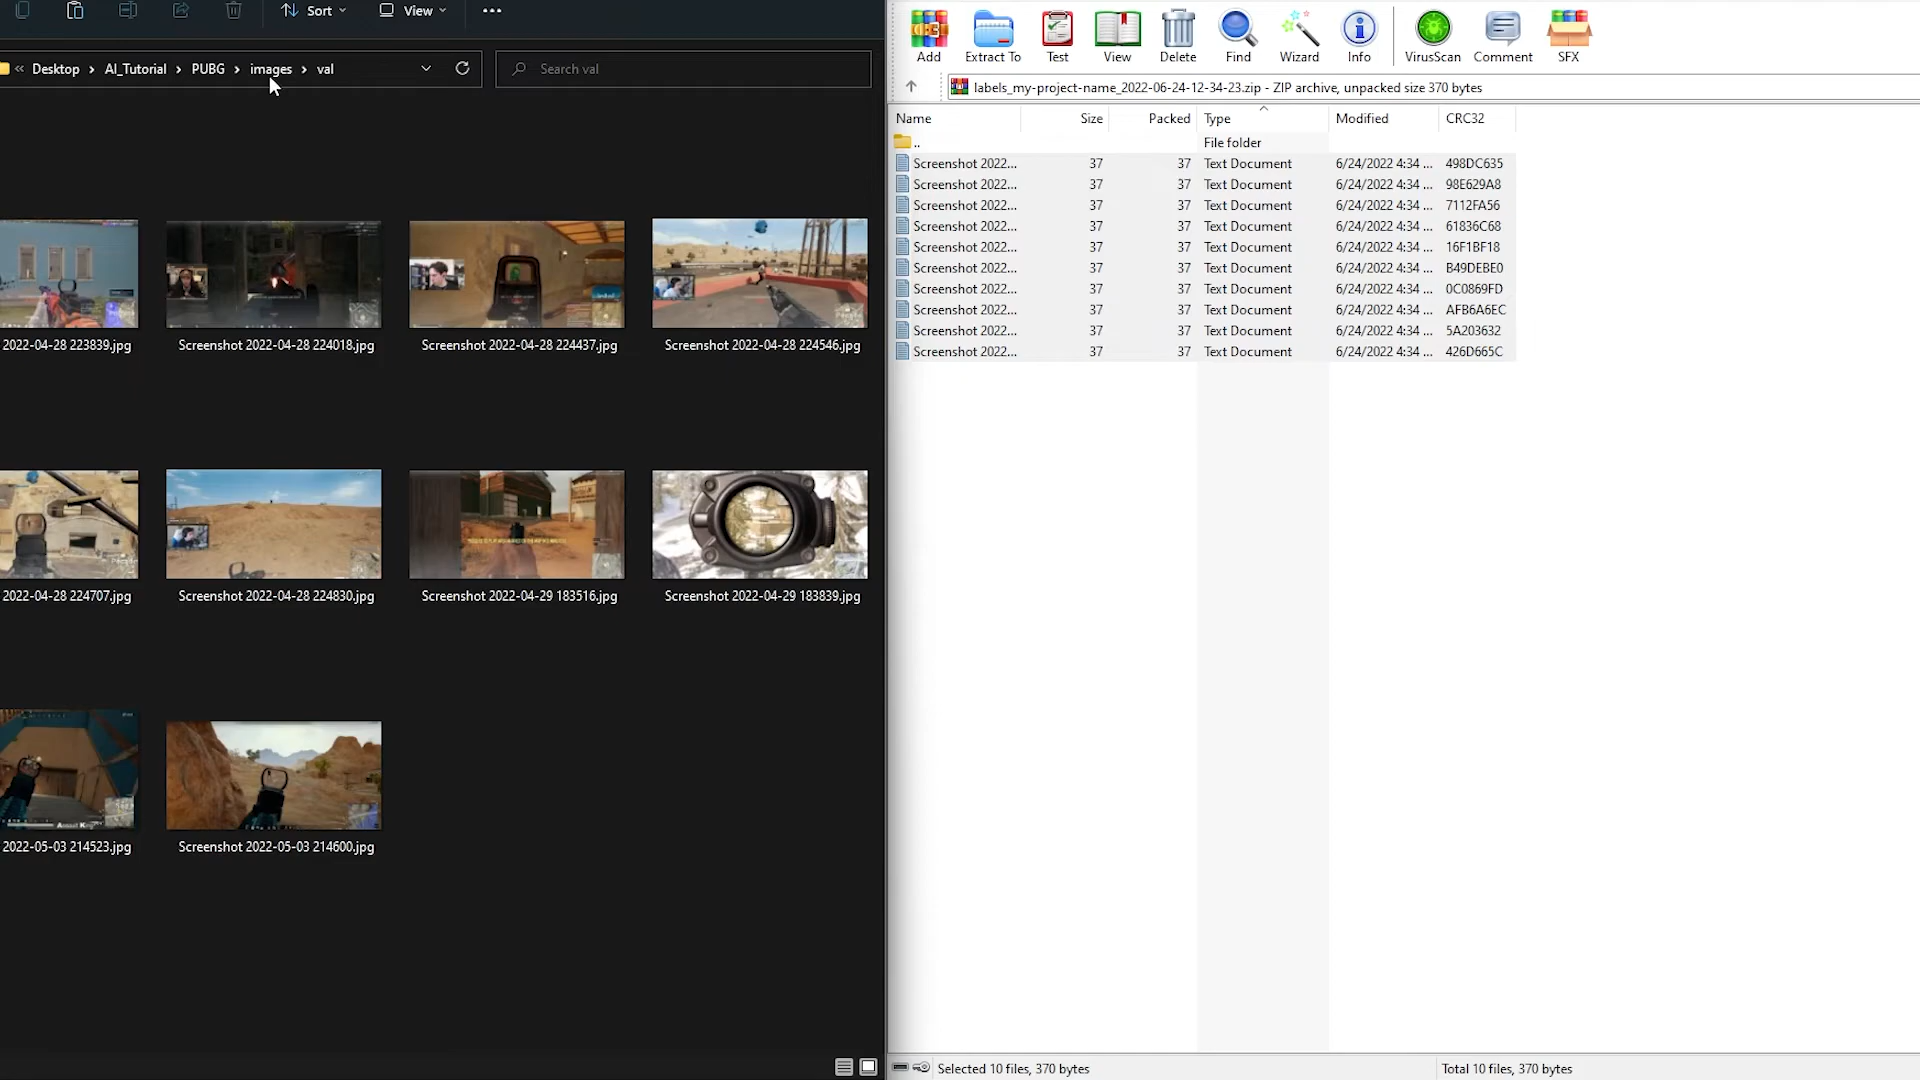 Sort
View
Desktop
AI_Tutorial
PUBG
images
val
Search val
2022-04-28 223839.jpg
Screenshot 2022-04-28 224018.jpg
Screenshot 2022-04-28 224437.jpg
Screenshot 2022-04-28 224546.jpg
2022-04-28 224707.jpg
Screenshot 2022-04-28 224830.jpg
Screenshot 2022-04-29 183516.jpg
Screenshot 2022-04-29 183839.jpg
2022-05-03 214523.jpg
Screenshot 2022-05-03 214600.jpg
Add
Extract To
Test
View
Delete
Find
Wizard
Info
VirusScan
Comment
SFX
labels_my-project-name_2022-06-24-12-34-23.zip - ZIP archive, unpacked size 370 bytes
Name Size Packed Type Modified CRC32
.. File folder
Screenshot 2022... 37 37 Text Document 6/24/2022 4:34 ... 498DC635
Screenshot 2022... 37 37 Text Document 6/24/2022 4:34 ... 98E629A8
Screenshot 2022... 37 37 Text Document 6/24/2022 4:34 ... 7112FA56
Screenshot 2022... 37 37 Text Document 6/24/2022 4:34 ... 61836C68
Screenshot 2022... 37 37 Text Document 6/24/2022 4:34 ... 16F1BF18
Screenshot 2022... 37 37 Text Document 6/24/2022 4:34 ... B49DEBE0
Screenshot 2022... 37 37 Text Document 6/24/2022 4:34 ... 0C0869FD
Screenshot 2022... 37 37 Text Document 6/24/2022 4:34 ... AFB6A6EC
Screenshot 2022... 37 37 Text Document 6/24/2022 4:34 ... 5A203632
Screenshot 2022... 37 37 Text Document 6/24/2022 4:34 ... 426D665C
Selected 10 files, 370 bytes
Total 10 files, 370 bytes